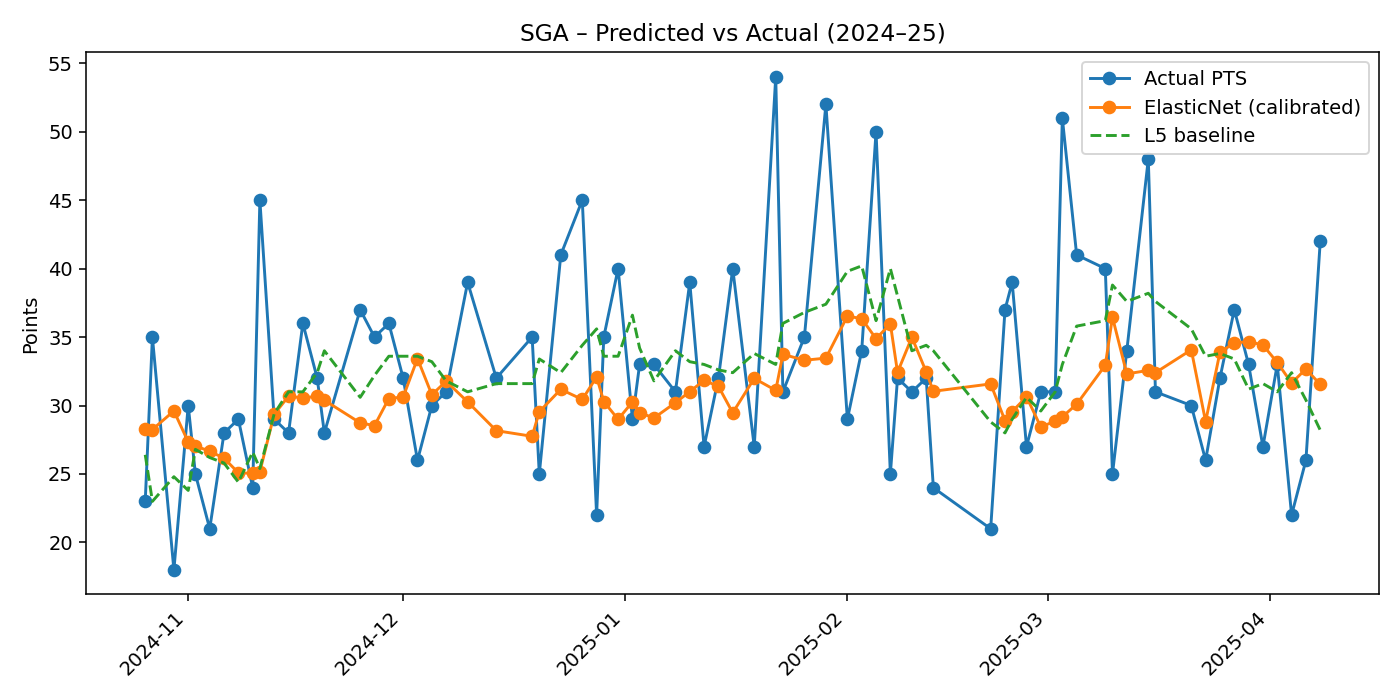 SGA – Predicted vs Actual (2024–25)
Actual PTS
ElasticNet (calibrated)
L5 baseline
Points
55
50
45
40
35
30
25
20
2024-11
2024-12
2025-01
2025-02
2025-03
2025-04